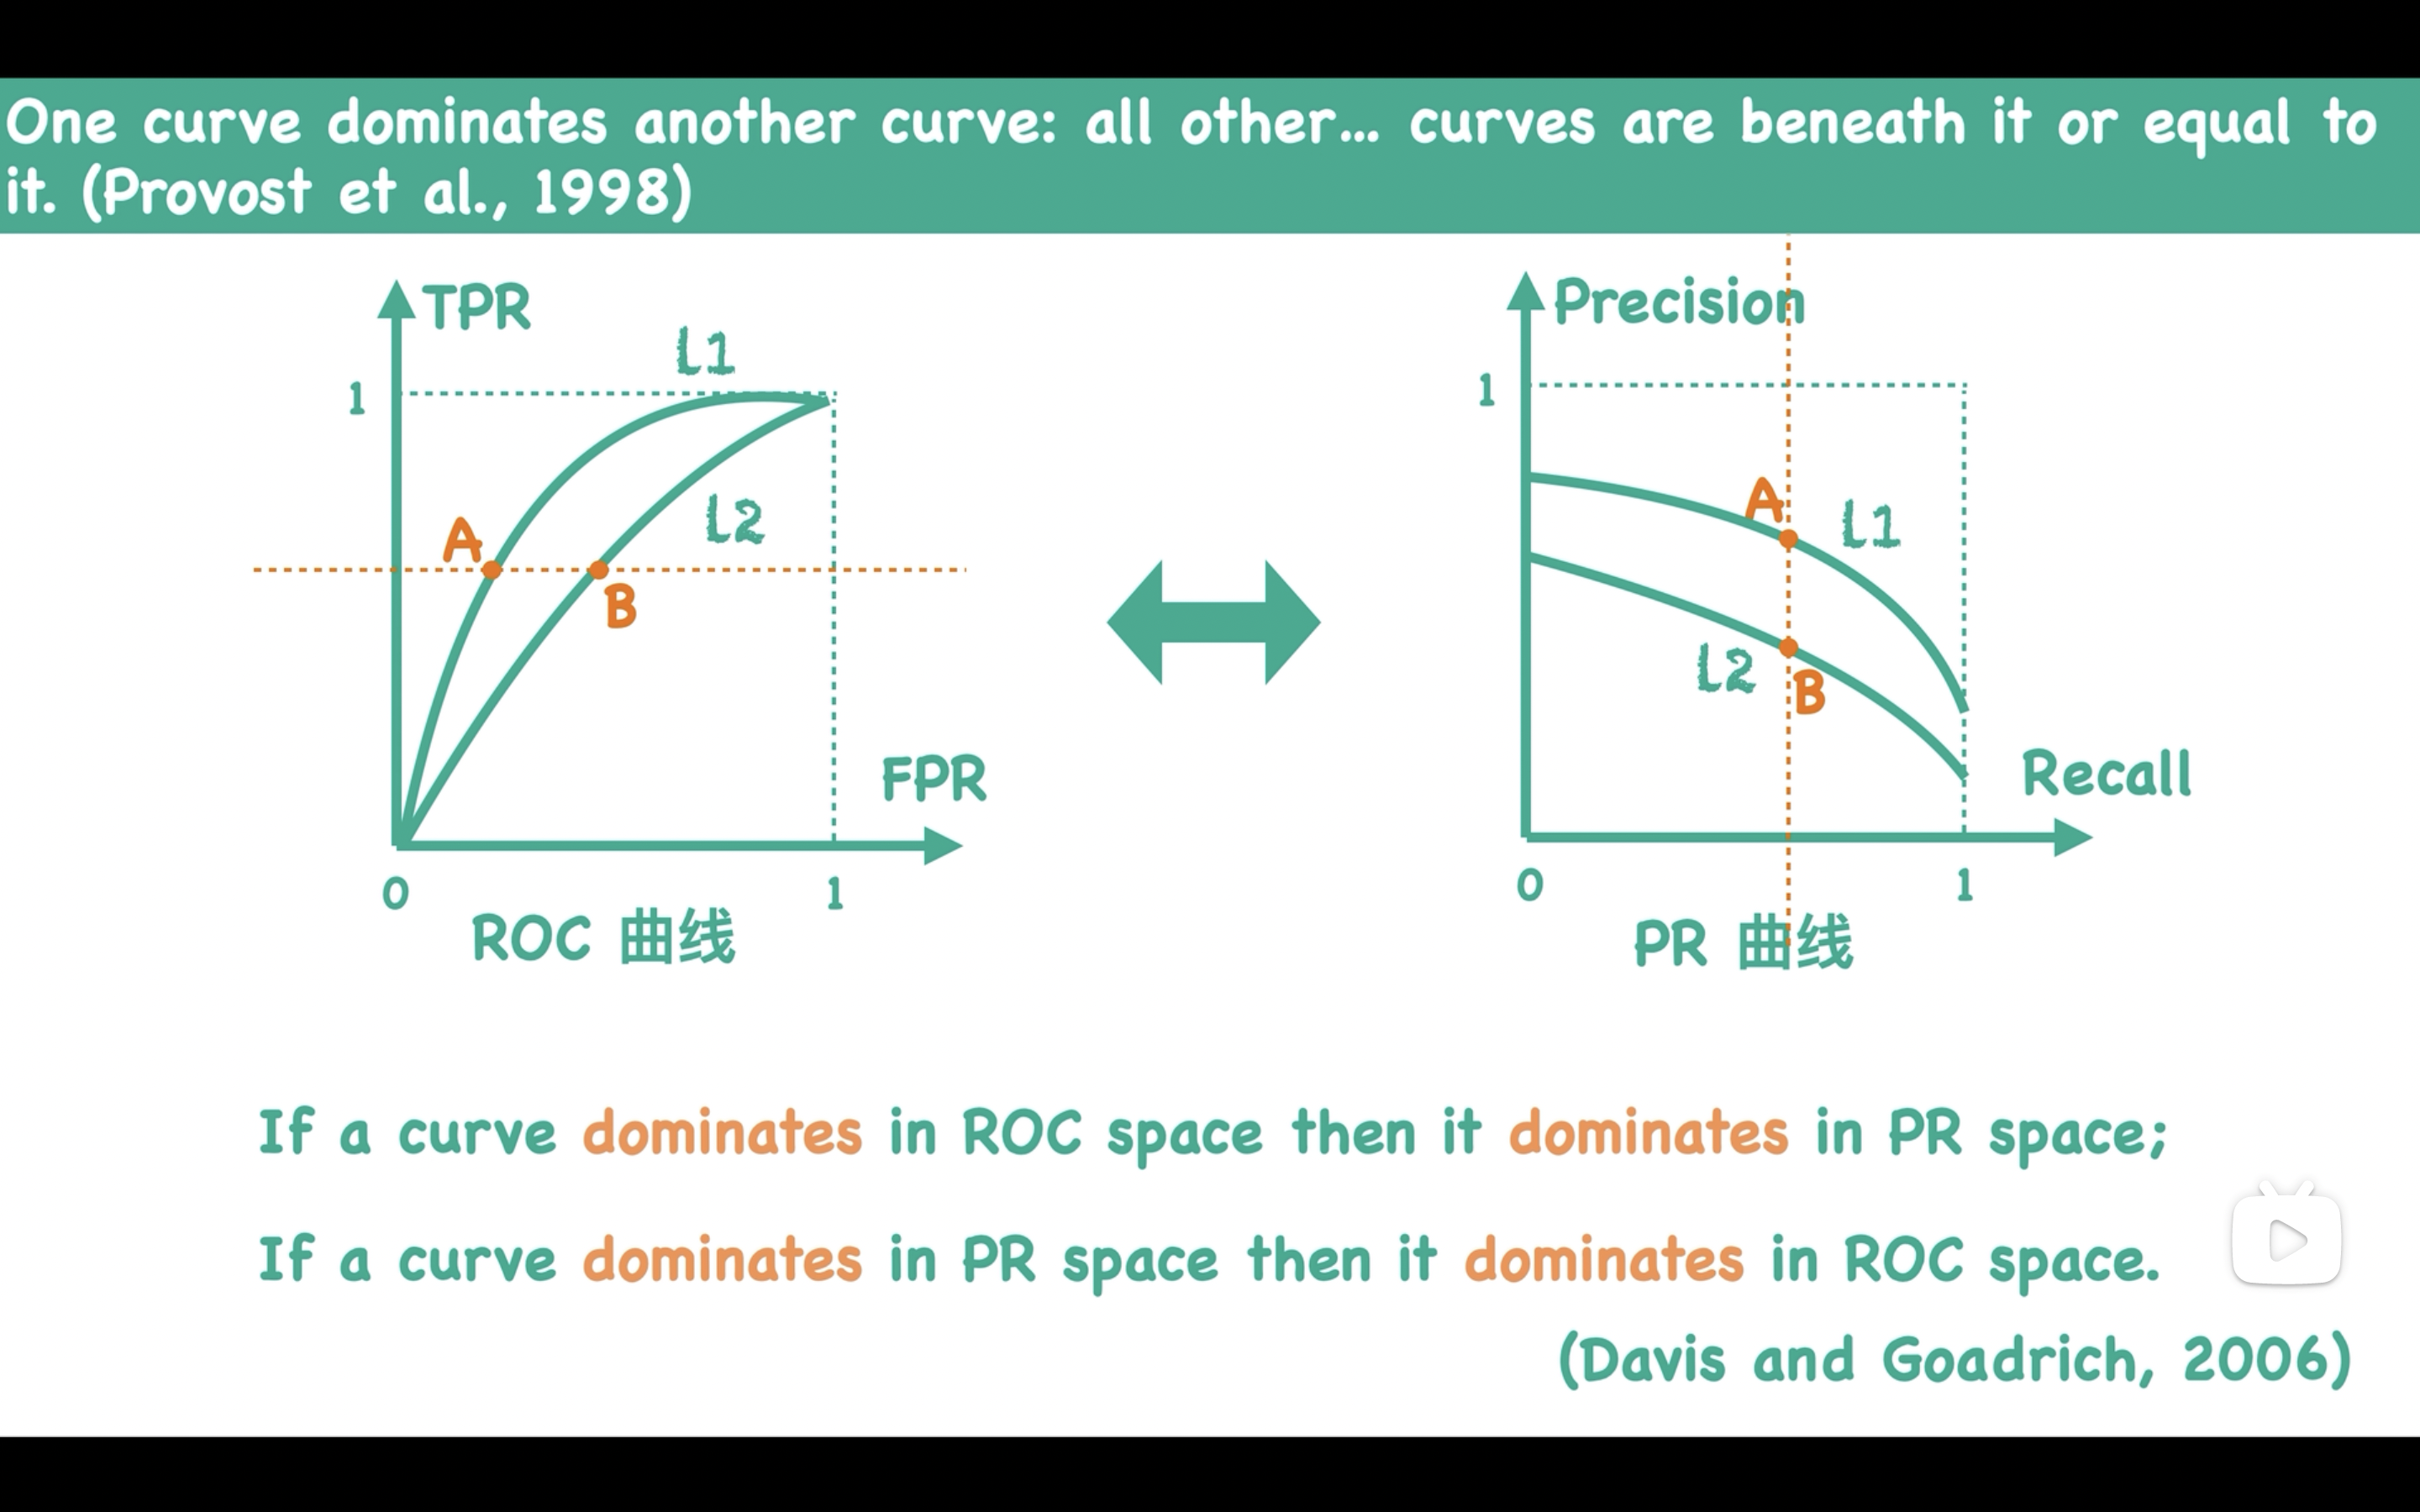 One curve dominates another curve: all other... curves are beneath it or equal to
it. (Provost et al., 1998)
TPR
L1
1
A
L2
B
FPR
0
1
ROC 曲线
Precision
1
A
L1
L2
B
Recall
0
1
PR 曲线
If a curve dominates in ROC space then it dominates in PR space;
If a curve dominates in PR space then it dominates in ROC space.
(Davis and Goadrich, 2006)